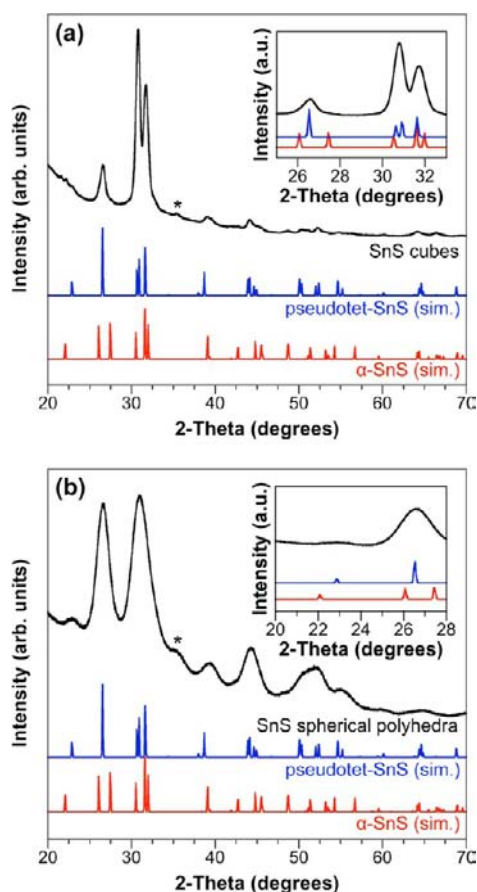 (a)
Intensity (arb. units)
Intensity (a.u.)
26 28 30 32
2-Theta (degrees)
*
SnS cubes
pseudotet-SnS (sim.)
α-SnS (sim.)
20 30 40 50 60 70
2-Theta (degrees)
(b)
Intensity (arb. units)
Intensity (a.u.)
20 22 24 26 28
2-Theta (degrees)
*
SnS spherical polyhedra
pseudotet-SnS (sim.)
α-SnS (sim.)
20 30 40 50 60 70
2-Theta (degrees)